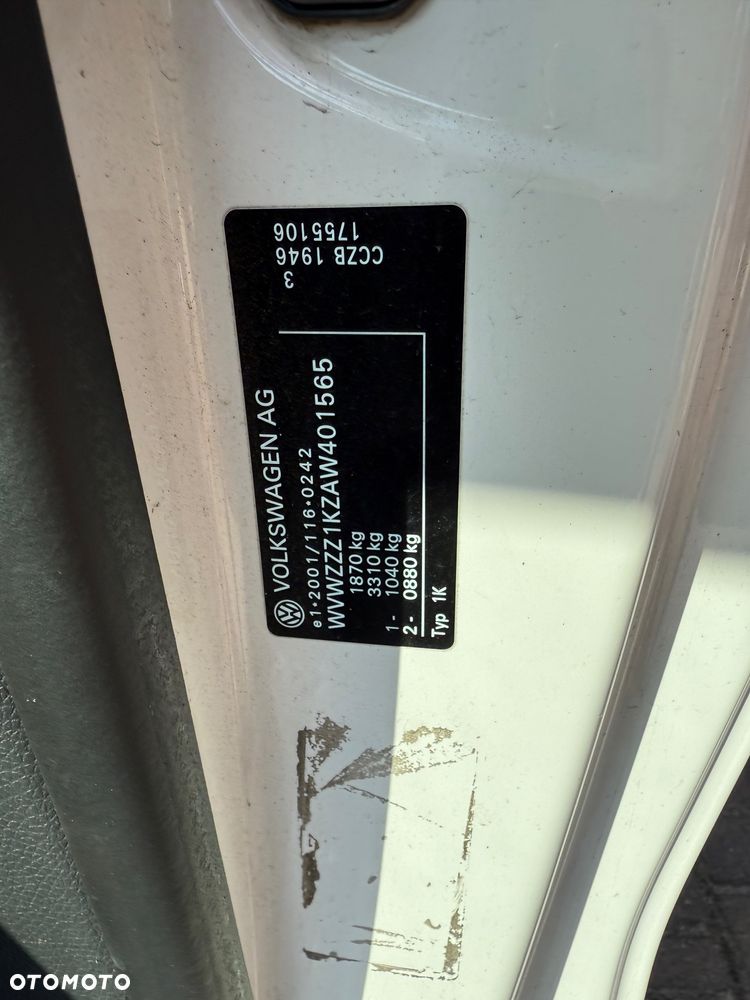 VOLKSWAGEN AG
e1*2001/116*0242
WVWZZZ1KZAW401565
1870 kg
3310 kg
1- 1040 kg
2- 0880 kg
Typ 1K
3
CCZB 1946
1755106
OTOMOTO